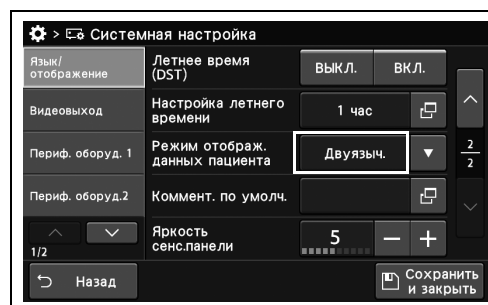 > Системная настройка
Язык/
отображение
Летнее время
(DST)
ВЫКЛ.
ВКЛ.
Видеовыход
Настройка летнего
времени
1 час
Периф. оборуд. 1
Режим отображ.
данных пациента
Двуязыч.
2
2
Периф. оборуд.2
Коммент. по умолч.
1/2
Яркость
сенс.панели
5
Назад
Сохранить
и закрыть